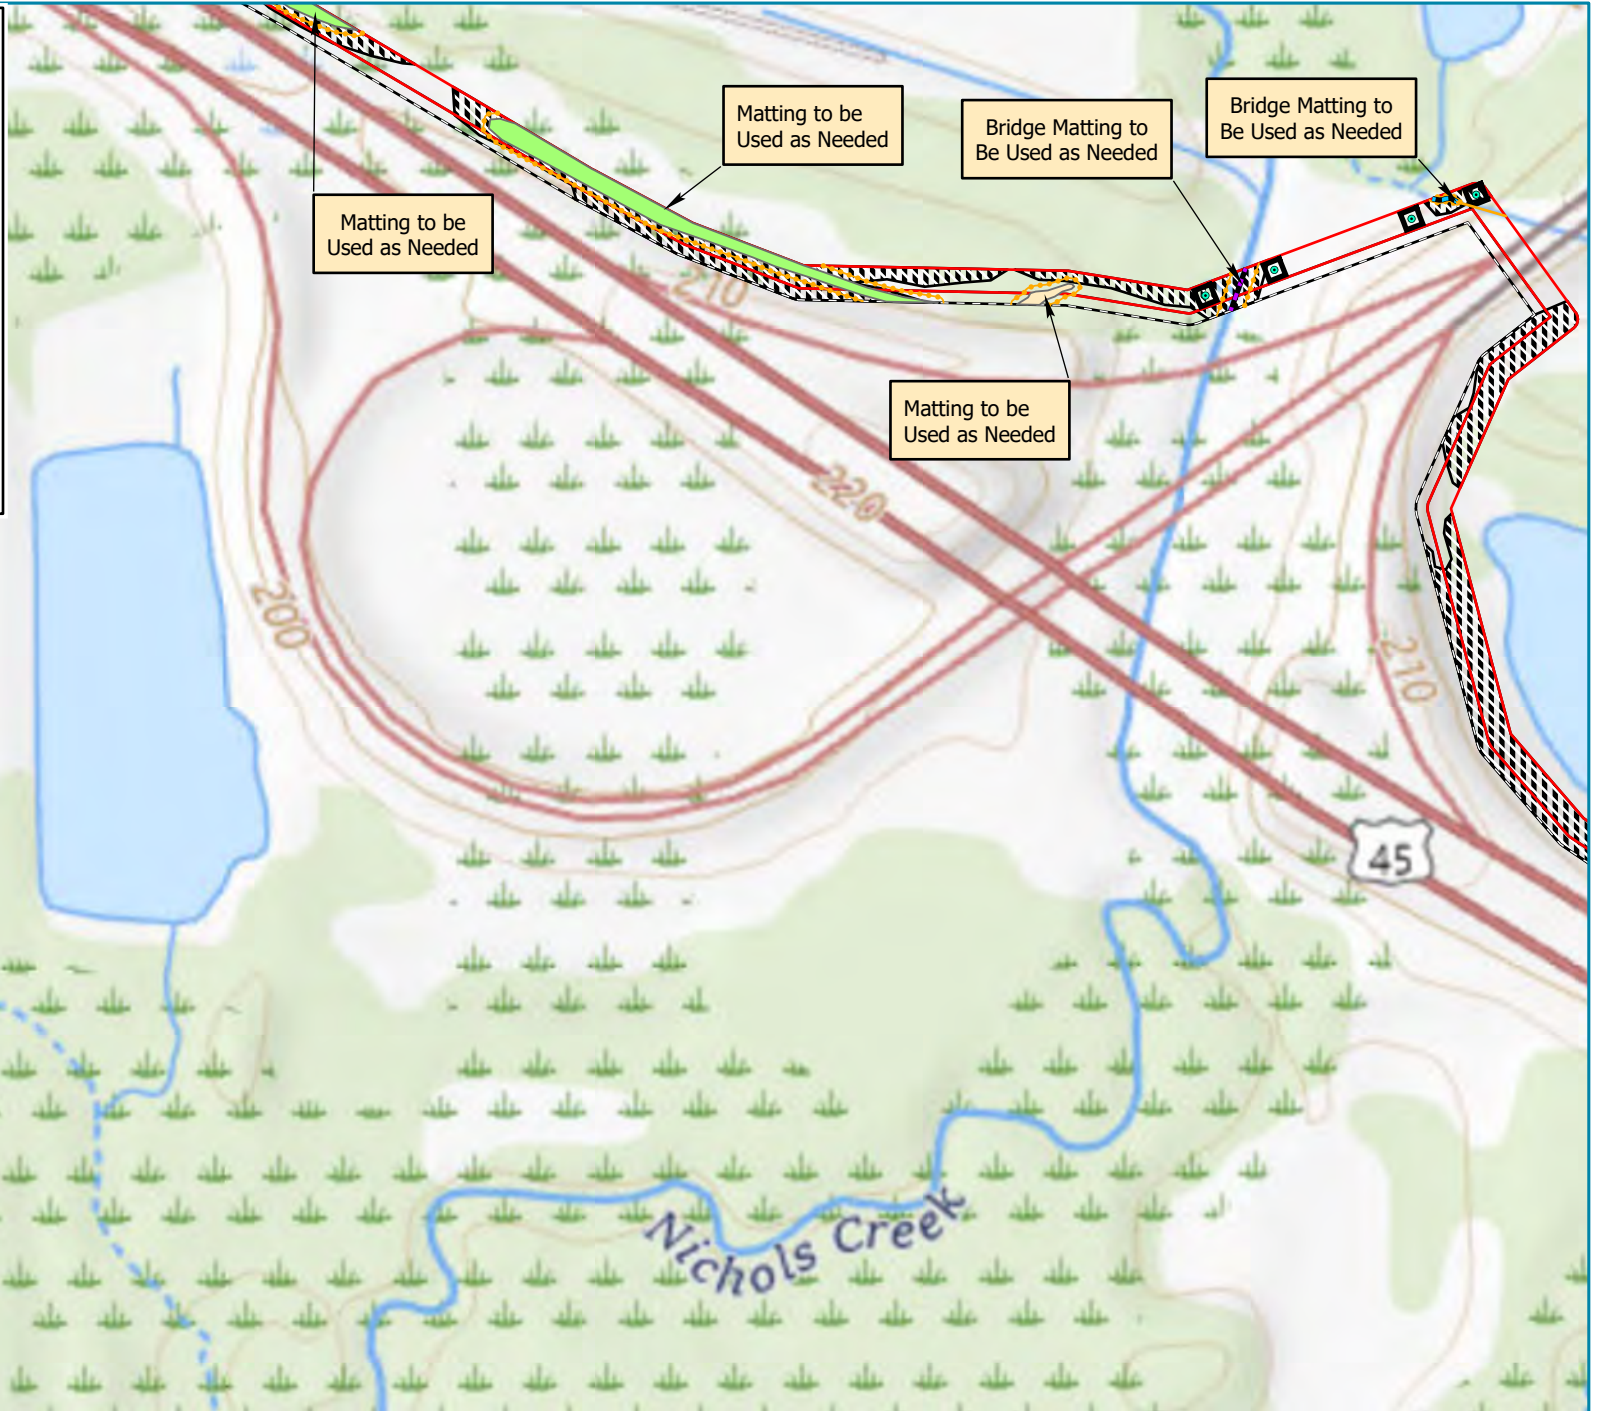 Matting to be
Used as Needed
Bridge Matting to
Be Used as Needed
Bridge Matting to
Be Used as Needed
Matting to be
Used as Needed
210
Matting to be
Used as Needed
220
200
210
45
Nichols Creek